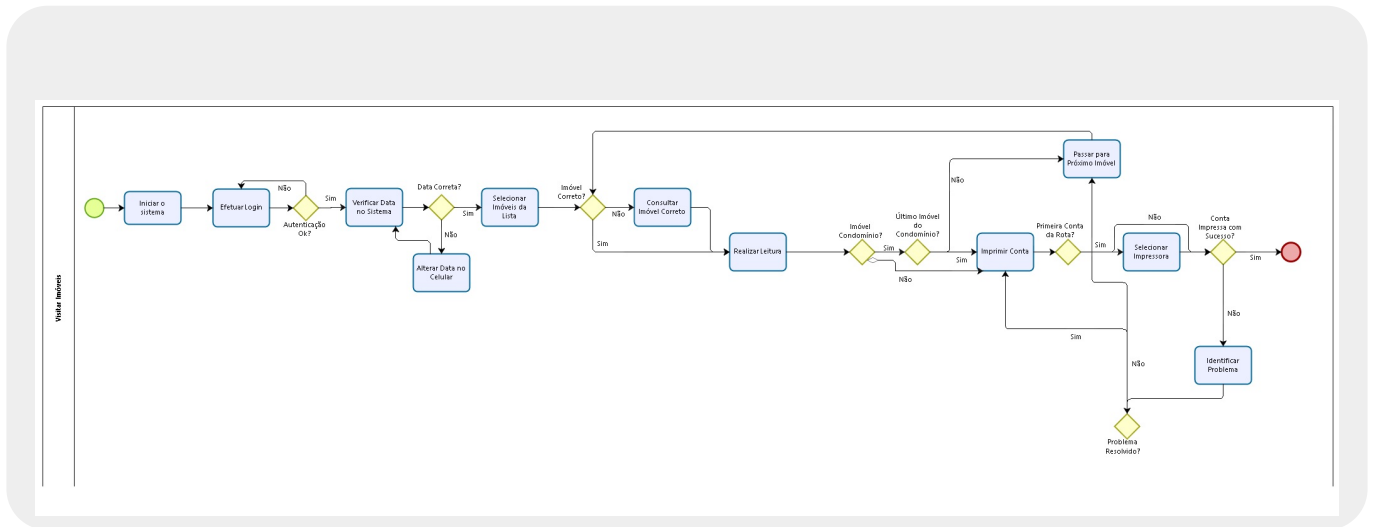 Visitar Imóveis
Iniciar o
sistema
Efetuar Login
Não
Autenticação
Ok?
Sim
Verificar Data
no Sistema
Data Correta?
Sim
Não
Alterar Data no
Celular
Selecionar
Imóveis da
Lista
Imóvel
Correto?
Não
Sim
Consultar
Imóvel Correto
Realizar Leitura
Imóvel
Condomínio?
Sim
Não
Último Imóvel
do
Condomínio?
Não
Sim
Passar para
Próximo Imóvel
Imprimir Conta
Primeira Conta
da Rota?
Sim
Não
Selecionar
Impressora
Conta
Impressa com
Sucesso?
Sim
Não
Identificar
Problema
Sim
Não
Problema
Resolvido?